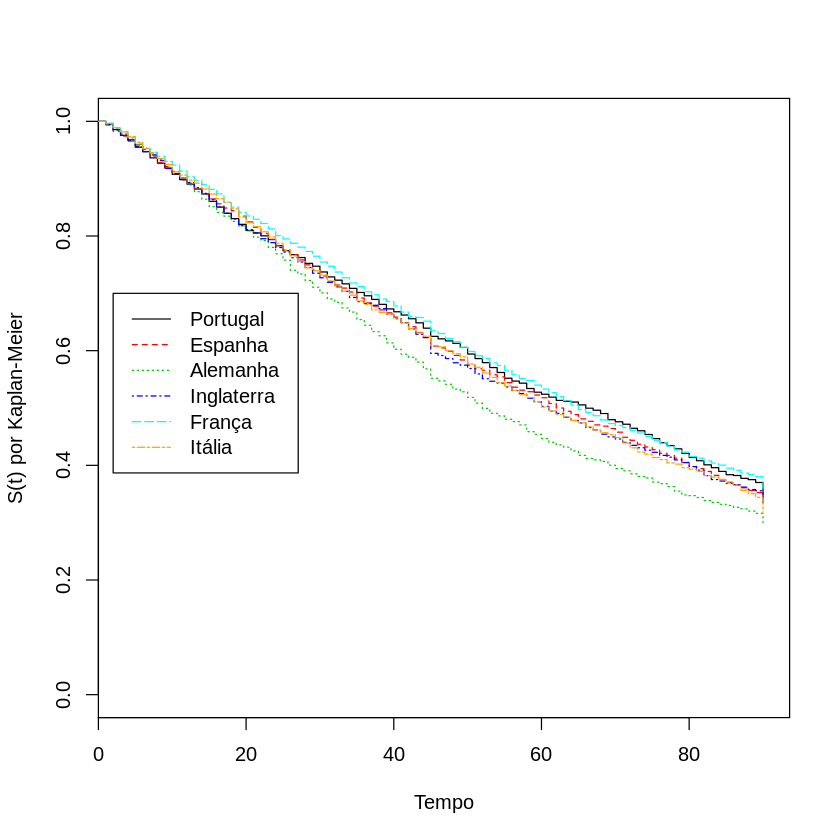 S(t) por Kaplan-Meier
1.0
0.8
0.6
0.4
0.2
0.0
Portugal
Espanha
Alemanha
Inglaterra
França
Itália
0 20 40 60 80
Tempo